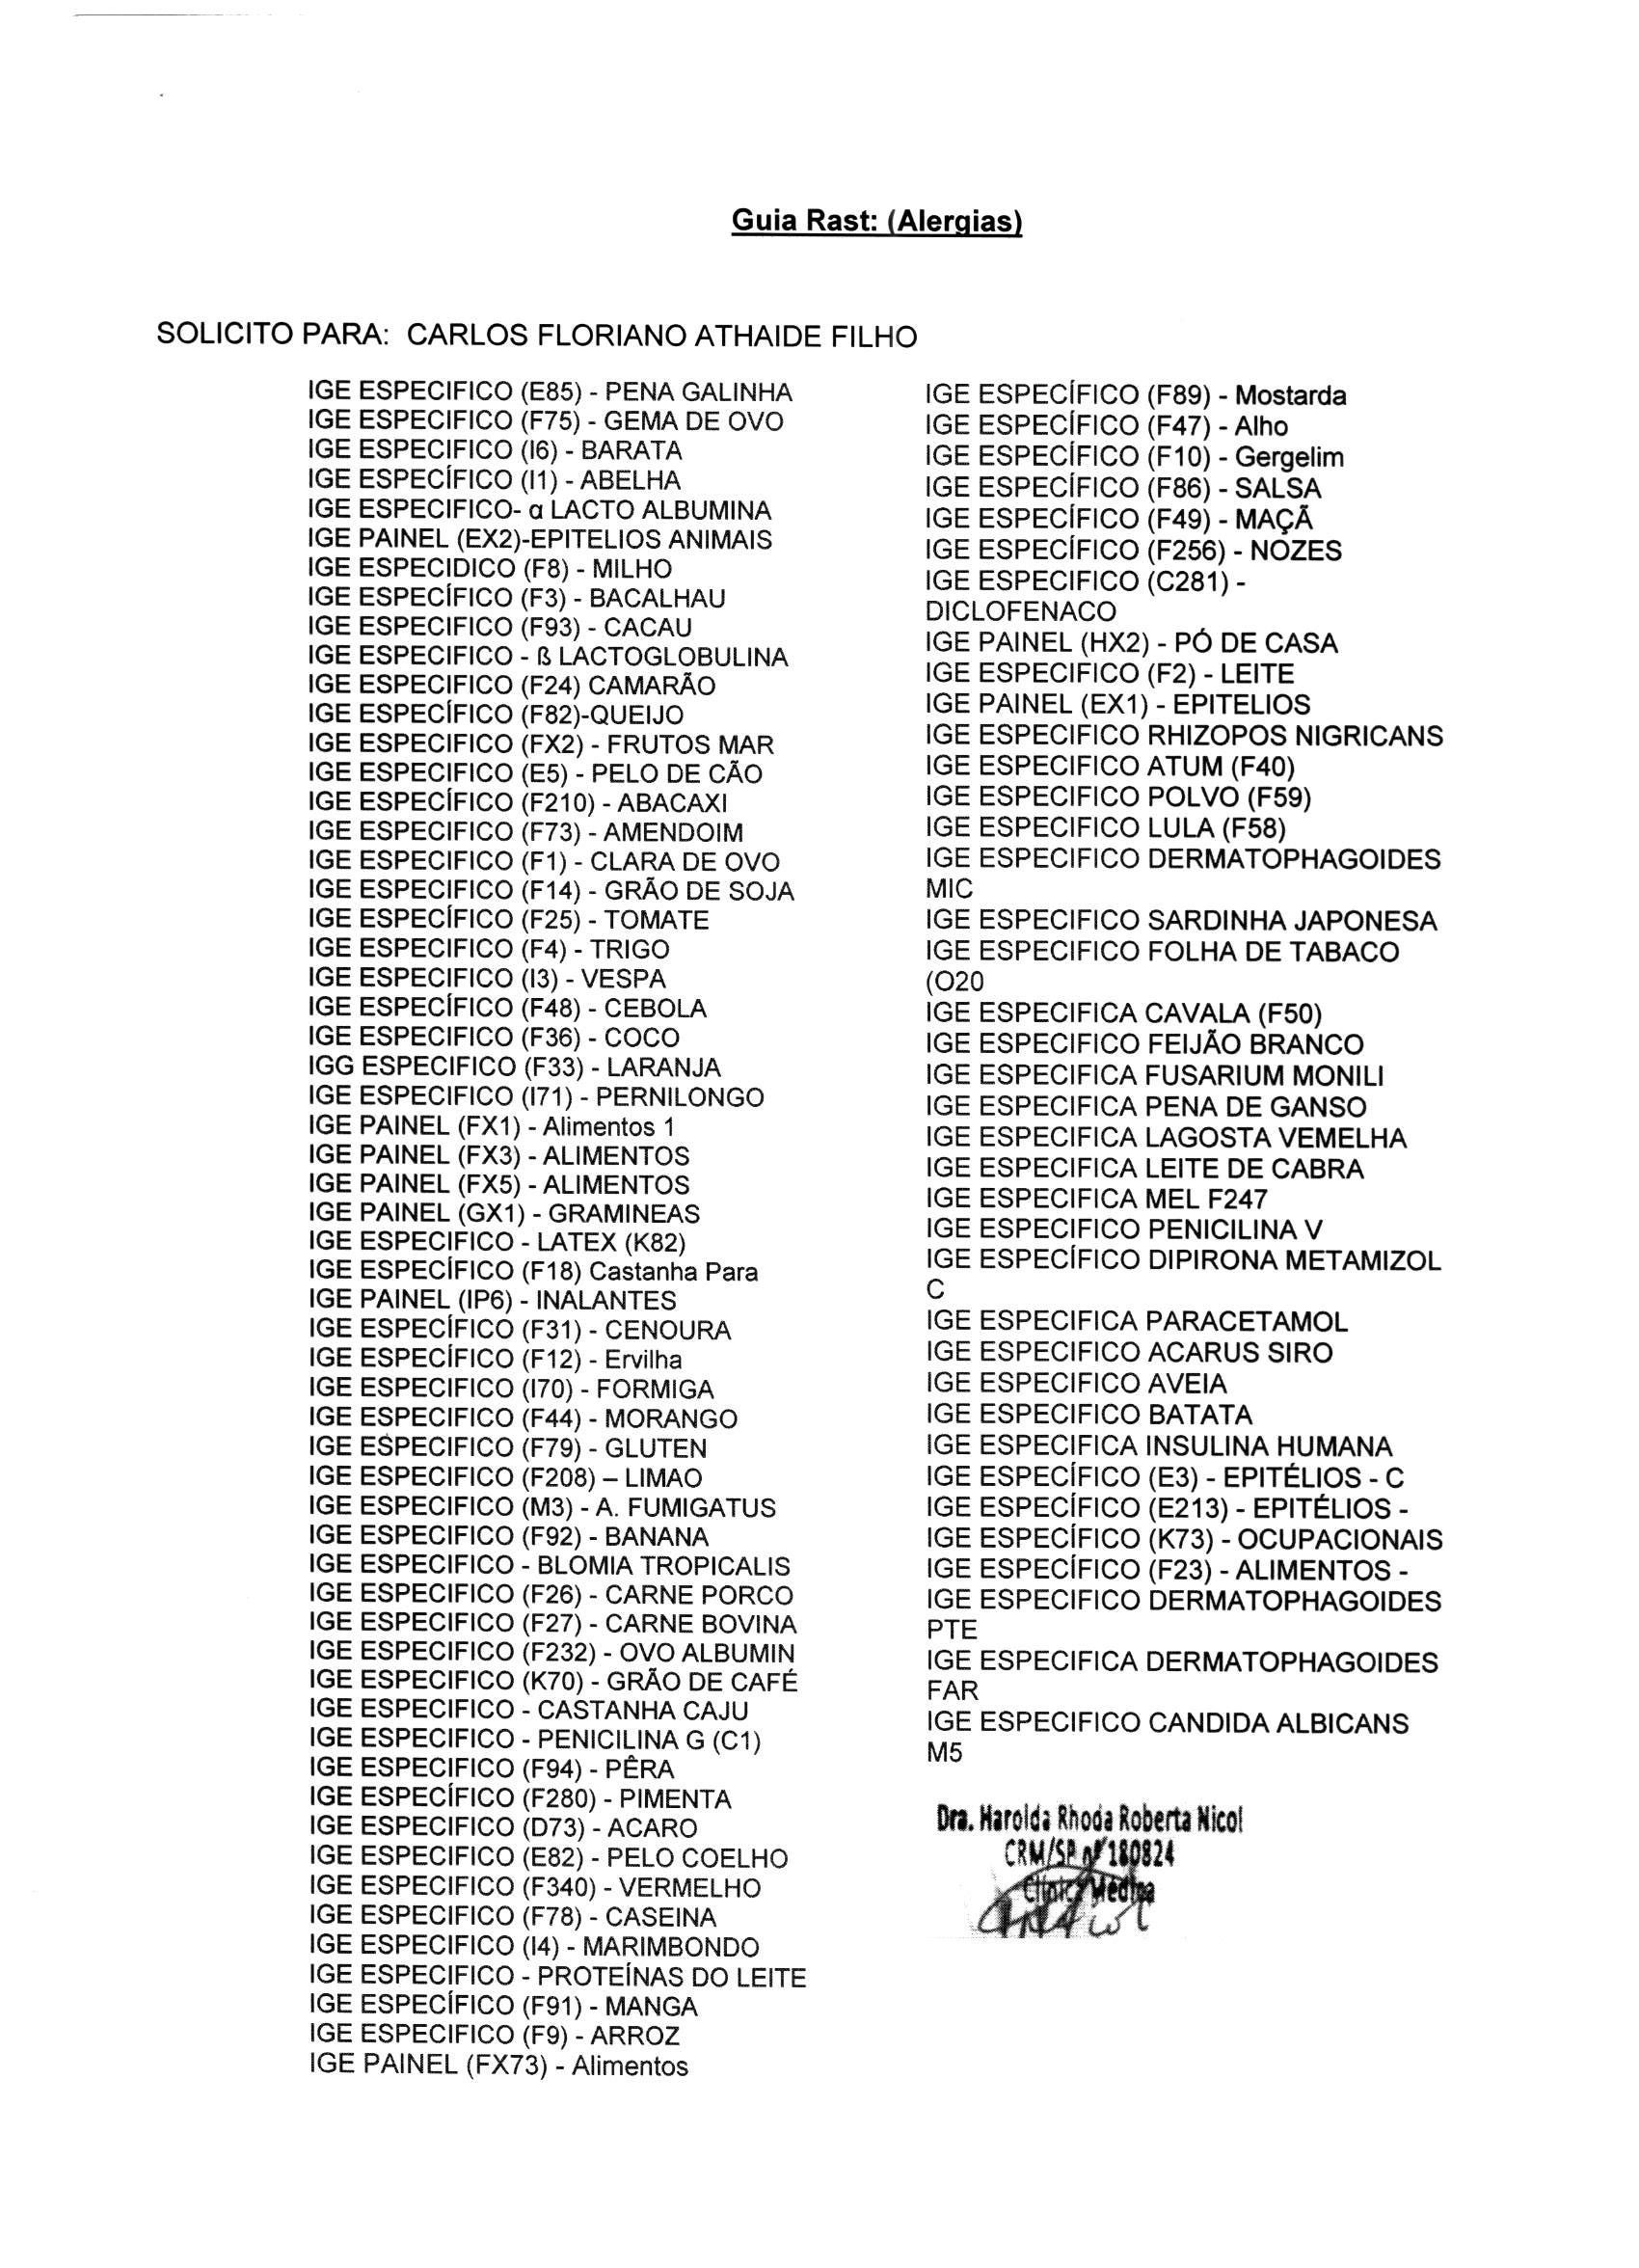 Guia Rast: (Alergias)
SOLICITO PARA: CARLOS FLORIANO ATHAIDE FILHO
IGE ESPECIFICO (E85) - PENA GALINHA
IGE ESPECIFICO (F75) - GEMA DE OVO
IGE ESPECIFICO (I6) - BARATA
IGE ESPECÍFICO (I1) - ABELHA
IGE ESPECIFICO- α LACTO ALBUMINA
IGE PAINEL (EX2)-EPITELIOS ANIMAIS
IGE ESPECIDICO (F8) - MILHO
IGE ESPECÍFICO (F3) - BACALHAU
IGE ESPECIFICO (F93) - CACAU
IGE ESPECIFICO - ß LACTOGLOBULINA
IGE ESPECIFICO (F24) CAMARÃO
IGE ESPECÍFICO (F82)-QUEIJO
IGE ESPECIFICO (FX2) - FRUTOS MAR
IGE ESPECIFICO (E5) - PELO DE CÃO
IGE ESPECÍFICO (F210) - ABACAXI
IGE ESPECIFICO (F73) - AMENDOIM
IGE ESPECIFICO (F1) - CLARA DE OVO
IGE ESPECIFICO (F14) - GRÃO DE SOJA
IGE ESPECÍFICO (F25) - TOMATE
IGE ESPECIFICO (F4) - TRIGO
IGE ESPECIFICO (I3) - VESPA
IGE ESPECÍFICO (F48) - CEBOLA
IGE ESPECIFICO (F36) - COCO
IGG ESPECIFICO (F33) - LARANJA
IGE ESPECIFICO (I71) - PERNILONGO
IGE PAINEL (FX1) - Alimentos 1
IGE PAINEL (FX3) - ALIMENTOS
IGE PAINEL (FX5) - ALIMENTOS
IGE PAINEL (GX1) - GRAMINEAS
IGE ESPECIFICO - LATEX (K82)
IGE ESPECÍFICO (F18) Castanha Para
IGE PAINEL (IP6) - INALANTES
IGE ESPECÍFICO (F31) - CENOURA
IGE ESPECÍFICO (F12) - Ervilha
IGE ESPECIFICO (I70) - FORMIGA
IGE ESPECIFICO (F44) - MORANGO
IGE ESPECIFICO (F79) - GLUTEN
IGE ESPECIFICO (F208) – LIMAO
IGE ESPECIFICO (M3) - A. FUMIGATUS
IGE ESPECIFICO (F92) - BANANA
IGE ESPECIFICO - BLOMIA TROPICALIS
IGE ESPECIFICO (F26) - CARNE PORCO
IGE ESPECIFICO (F27) - CARNE BOVINA
IGE ESPECIFICO (F232) - OVO ALBUMIN
IGE ESPECIFICO (K70) - GRÃO DE CAFÉ
IGE ESPECIFICO - CASTANHA CAJU
IGE ESPECIFICO - PENICILINA G (C1)
IGE ESPECIFICO (F94) - PÊRA
IGE ESPECÍFICO (F280) - PIMENTA
IGE ESPECIFICO (D73) - ACARO
IGE ESPECIFICO (E82) - PELO COELHO
IGE ESPECIFICO (F340) - VERMELHO
IGE ESPECIFICO (F78) - CASEINA
IGE ESPECIFICO (I4) - MARIMBONDO
IGE ESPECIFICO - PROTEÍNAS DO LEITE
IGE ESPECÍFICO (F91) - MANGA
IGE ESPECIFICO (F9) - ARROZ
IGE PAINEL (FX73) - Alimentos
IGE ESPECÍFICO (F89) - Mostarda
IGE ESPECÍFICO (F47) - Alho
IGE ESPECÍFICO (F10) - Gergelim
IGE ESPECÍFICO (F86) - SALSA
IGE ESPECÍFICO (F49) - MAÇÃ
IGE ESPECÍFICO (F256) - NOZES
IGE ESPECIFICO (C281) -
DICLOFENACO
IGE PAINEL (HX2) - PÓ DE CASA
IGE ESPECIFICO (F2) - LEITE
IGE PAINEL (EX1) - EPITELIOS
IGE ESPECIFICO RHIZOPOS NIGRICANS
IGE ESPECIFICO ATUM (F40)
IGE ESPECIFICO POLVO (F59)
IGE ESPECIFICO LULA (F58)
IGE ESPECIFICO DERMATOPHAGOIDES
MIC
IGE ESPECIFICO SARDINHA JAPONESA
IGE ESPECIFICO FOLHA DE TABACO
(O20
IGE ESPECIFICA CAVALA (F50)
IGE ESPECIFICO FEIJÃO BRANCO
IGE ESPECIFICA FUSARIUM MONILI
IGE ESPECIFICA PENA DE GANSO
IGE ESPECIFICA LAGOSTA VEMELHA
IGE ESPECIFICA LEITE DE CABRA
IGE ESPECIFICA MEL F247
IGE ESPECIFICO PENICILINA V
IGE ESPECÍFICO DIPIRONA METAMIZOL
C
IGE ESPECIFICA PARACETAMOL
IGE ESPECIFICO ACARUS SIRO
IGE ESPECIFICO AVEIA
IGE ESPECIFICO BATATA
IGE ESPECIFICA INSULINA HUMANA
IGE ESPECÍFICO (E3) - EPITÉLIOS - C
IGE ESPECÍFICO (E213) - EPITÉLIOS -
IGE ESPECÍFICO (K73) - OCUPACIONAIS
IGE ESPECÍFICO (F23) - ALIMENTOS -
IGE ESPECIFICO DERMATOPHAGOIDES
PTE
IGE ESPECIFICA DERMATOPHAGOIDES
FAR
IGE ESPECIFICO CANDIDA ALBICANS
M5
Dra. Harolda Rhoda Roberta Nicol
CRM/SP nº 180824
Clínica Médica